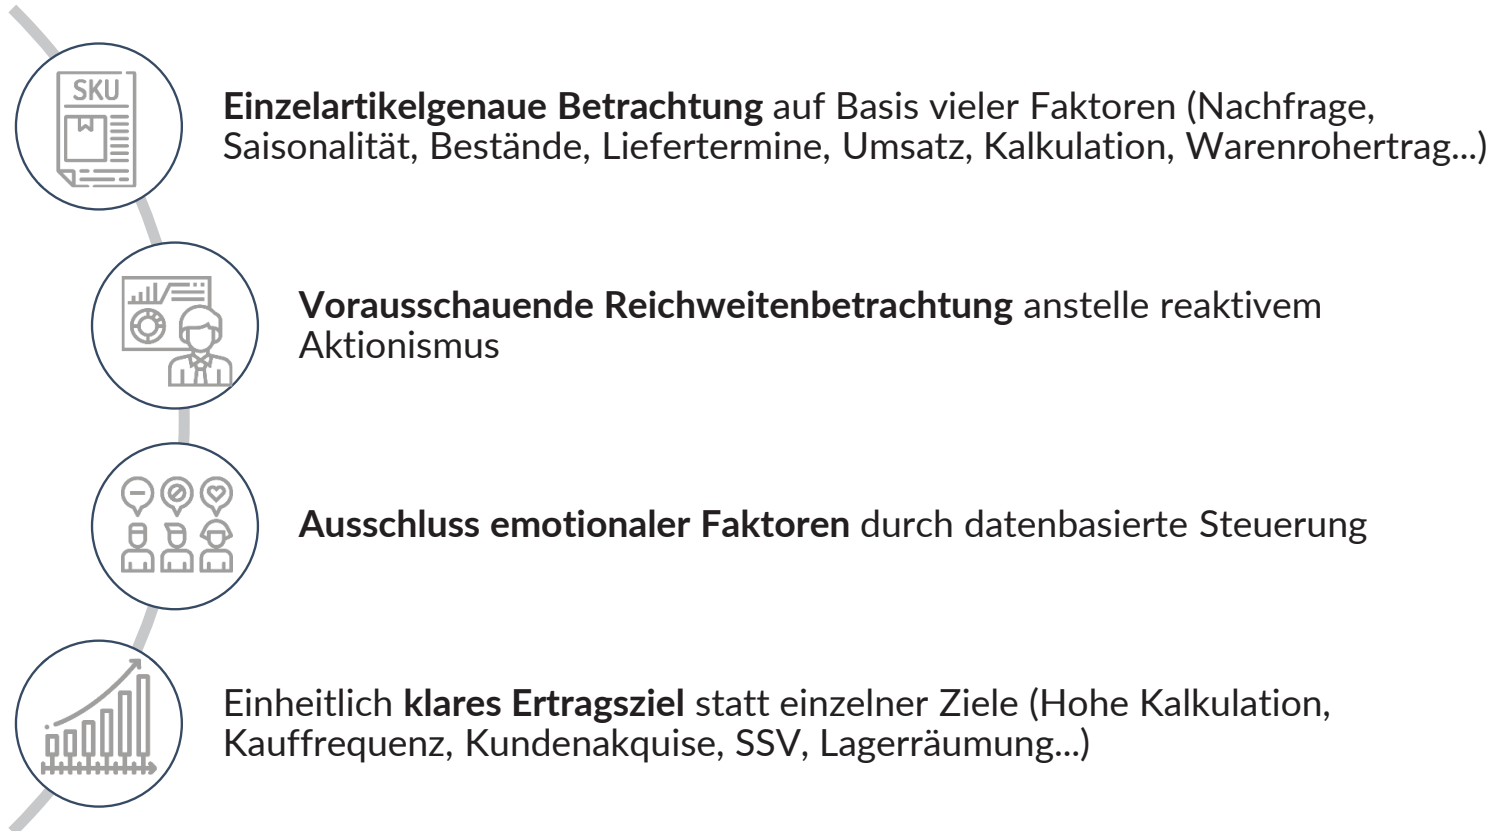 SKU
Einzelartikelgenaue Betrachtung auf Basis vieler Faktoren (Nachfrage,
Saisonalität, Bestände, Liefertermine, Umsatz, Kalkulation, Warenrohertrag...)
Vorausschauende Reichweitenbetrachtung anstelle reaktivem
Aktionismus
Ausschluss emotionaler Faktoren durch datenbasierte Steuerung
Einheitlich klares Ertragsziel statt einzelner Ziele (Hohe Kalkulation,
Kauffrequenz, Kundenakquise, SSV, Lagerräumung...)